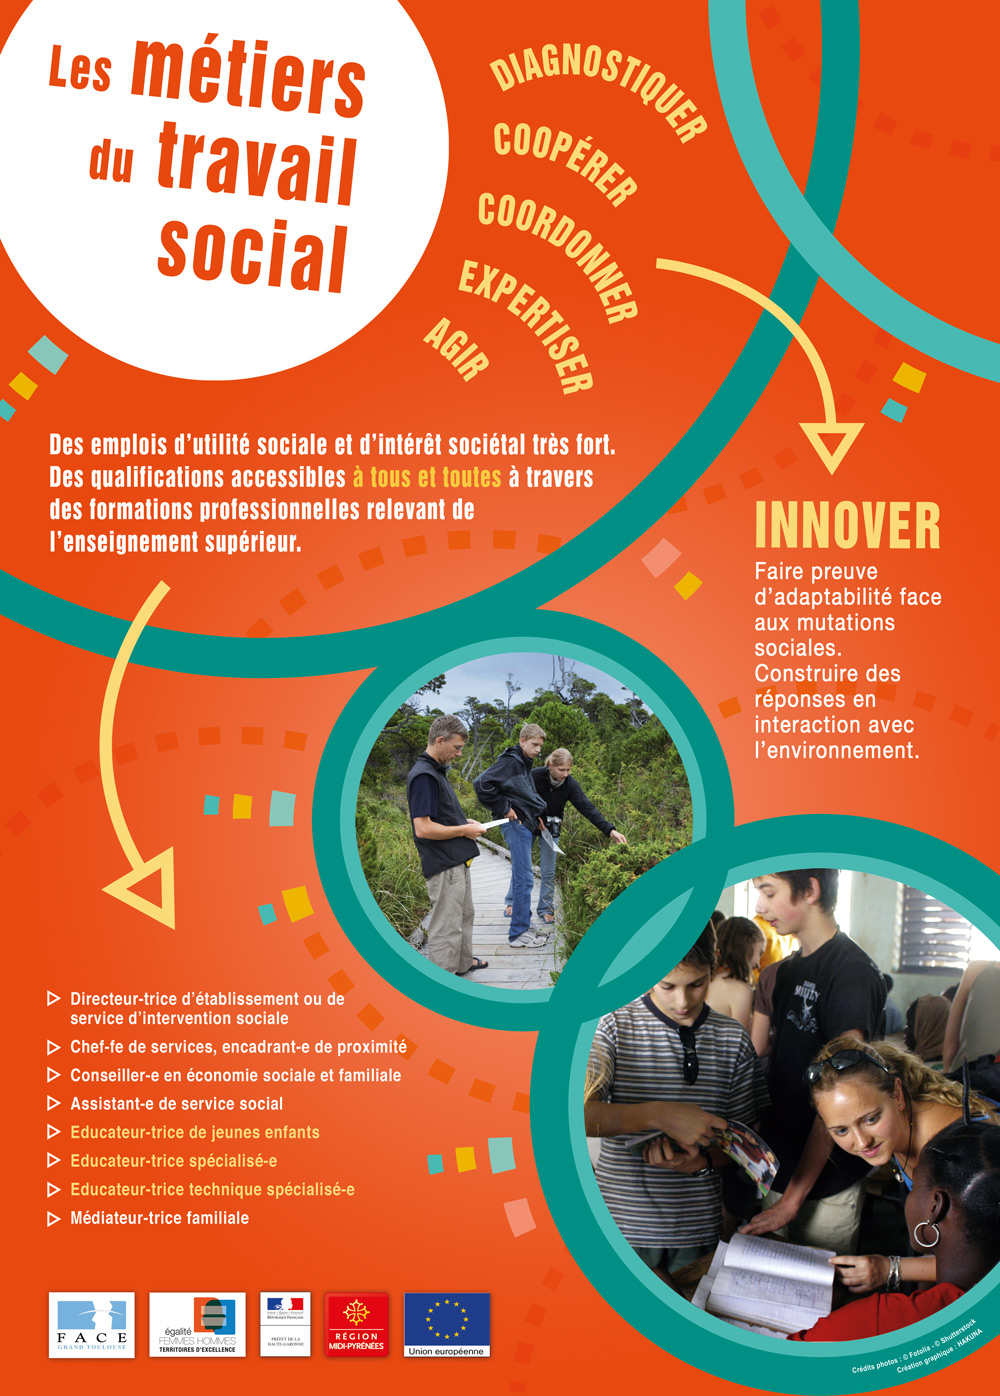 Les métiers
du travail
social
DIAGNOSTIQUER
COOPÉRER
COORDONNER
EXPERTISER
AGIR
Des emplois d'utilité sociale et d'intérêt sociétal très fort.
Des qualifications accessibles à tous et toutes à travers
des formations professionnelles relevant de
l'enseignement supérieur.
INNOVER
Faire preuve
d'adaptabilité face
aux mutations
sociales.
Construire des
réponses en
interaction avec
l'environnement.
Directeur-trice d'établissement ou de
service d'intervention sociale
Chef-fe de services, encadrant-e de proximité
Conseiller-e en économie sociale et familiale
Assistant-e de service social
Educateur-trice de jeunes enfants
Educateur-trice spécialisé-e
Educateur-trice technique spécialisé-e
Médiateur-trice familiale
FACE
GRAND TOULOUSE
égalité
FEMMES HOMMES
TERRITOIRES D'EXCELLENCE
RÉPUBLIQUE FRANÇAISE
PRÉFET DE LA
HAUTE-GARONNE
RÉGION
MIDI-PYRÉNÉES
Union européenne
Crédits photos : © Fotolia - © Shutterstock
Création graphique : HAKUNA